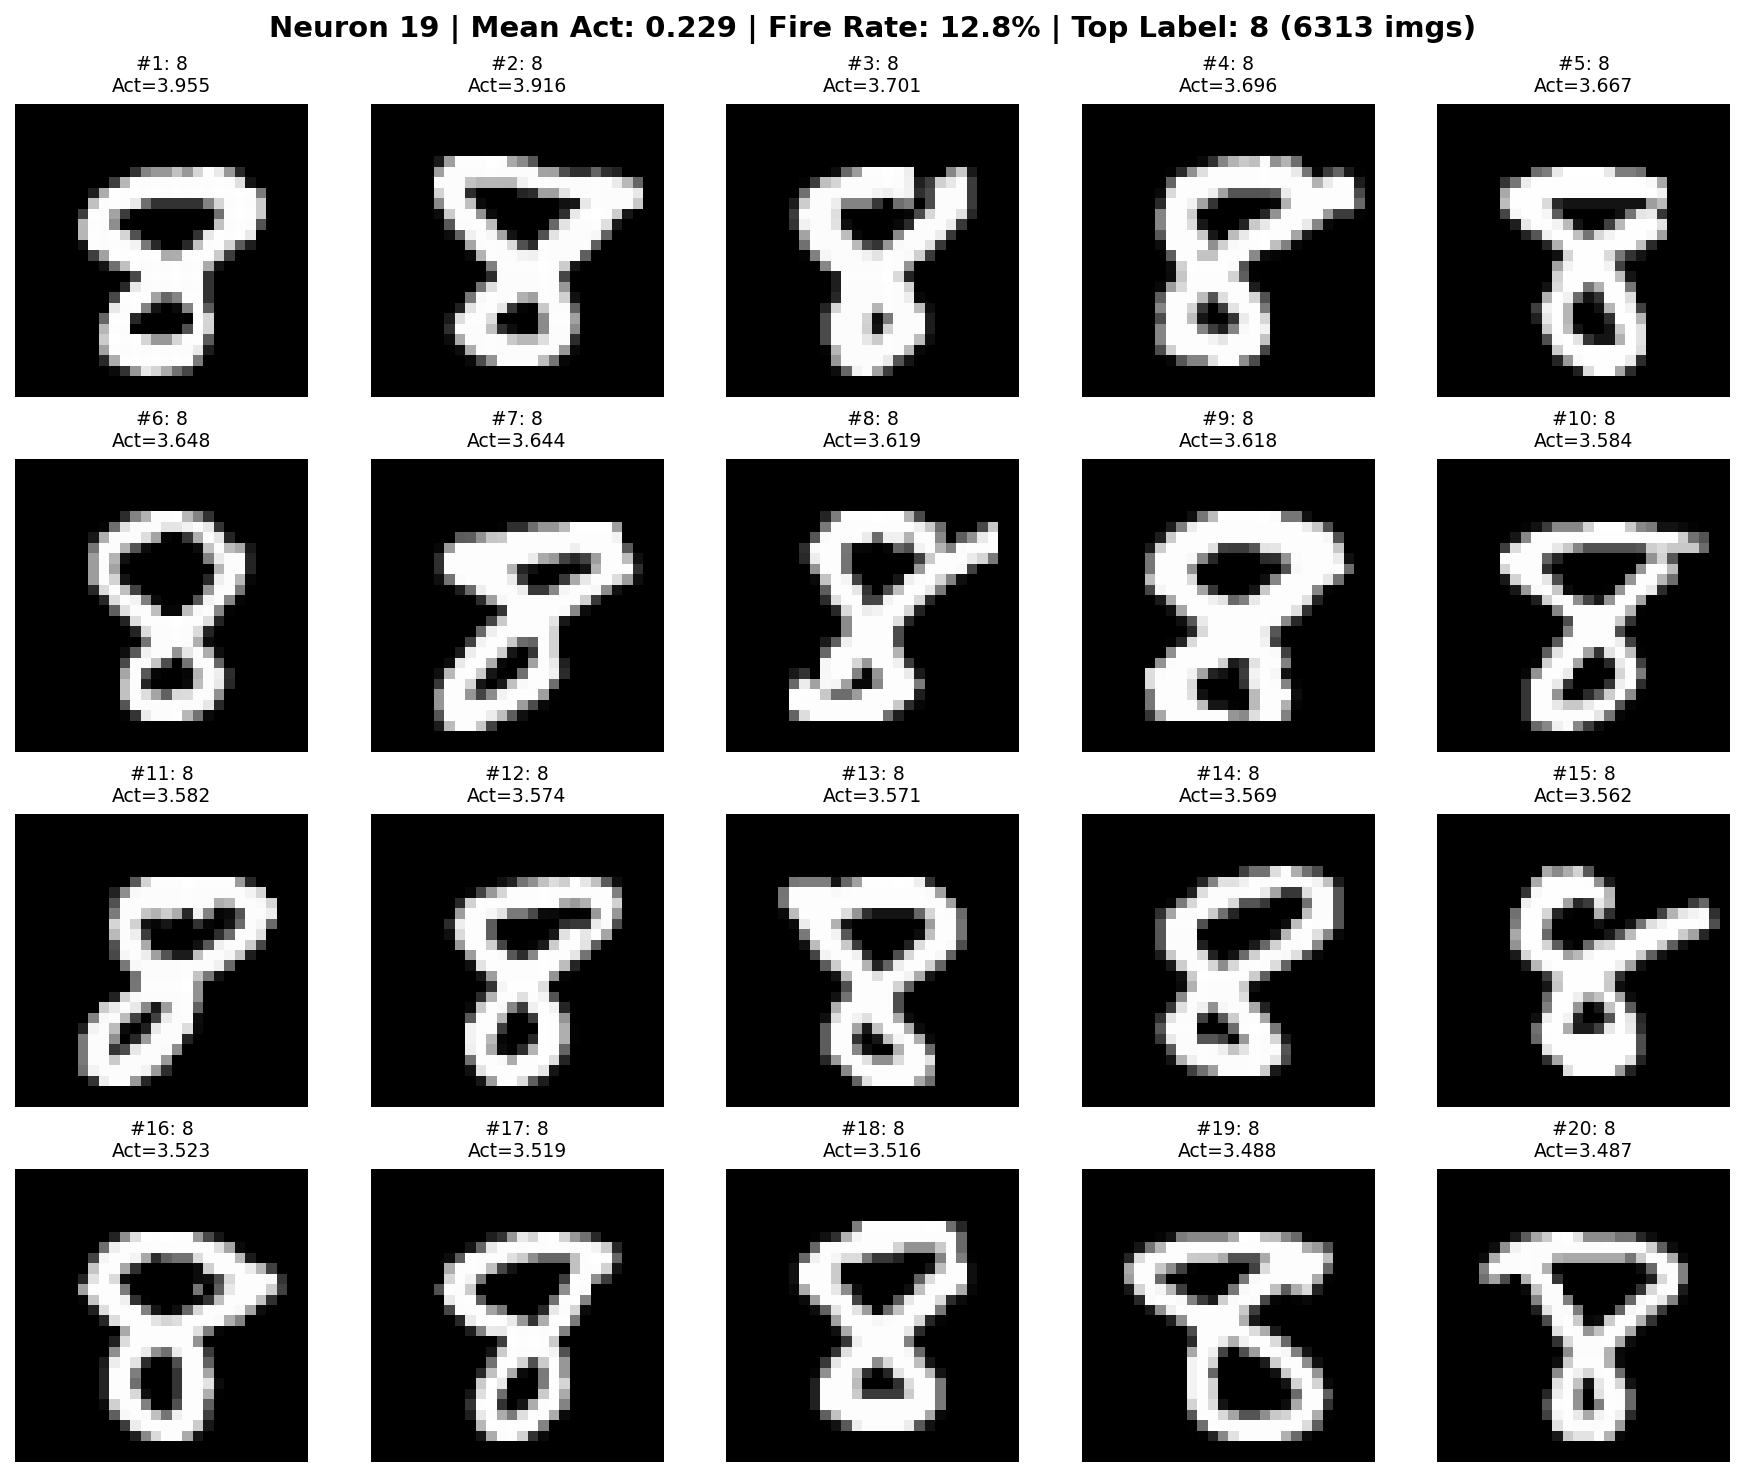 Neuron 19 | Mean Act: 0.229 | Fire Rate: 12.8% | Top Label: 8 (6313 imgs)
#1: 8
Act=3.955
#2: 8
Act=3.916
#3: 8
Act=3.701
#4: 8
Act=3.696
#5: 8
Act=3.667
#6: 8
Act=3.648
#7: 8
Act=3.644
#8: 8
Act=3.619
#9: 8
Act=3.618
#10: 8
Act=3.584
#11: 8
Act=3.582
#12: 8
Act=3.574
#13: 8
Act=3.571
#14: 8
Act=3.569
#15: 8
Act=3.562
#16: 8
Act=3.523
#17: 8
Act=3.519
#18: 8
Act=3.516
#19: 8
Act=3.488
#20: 8
Act=3.487